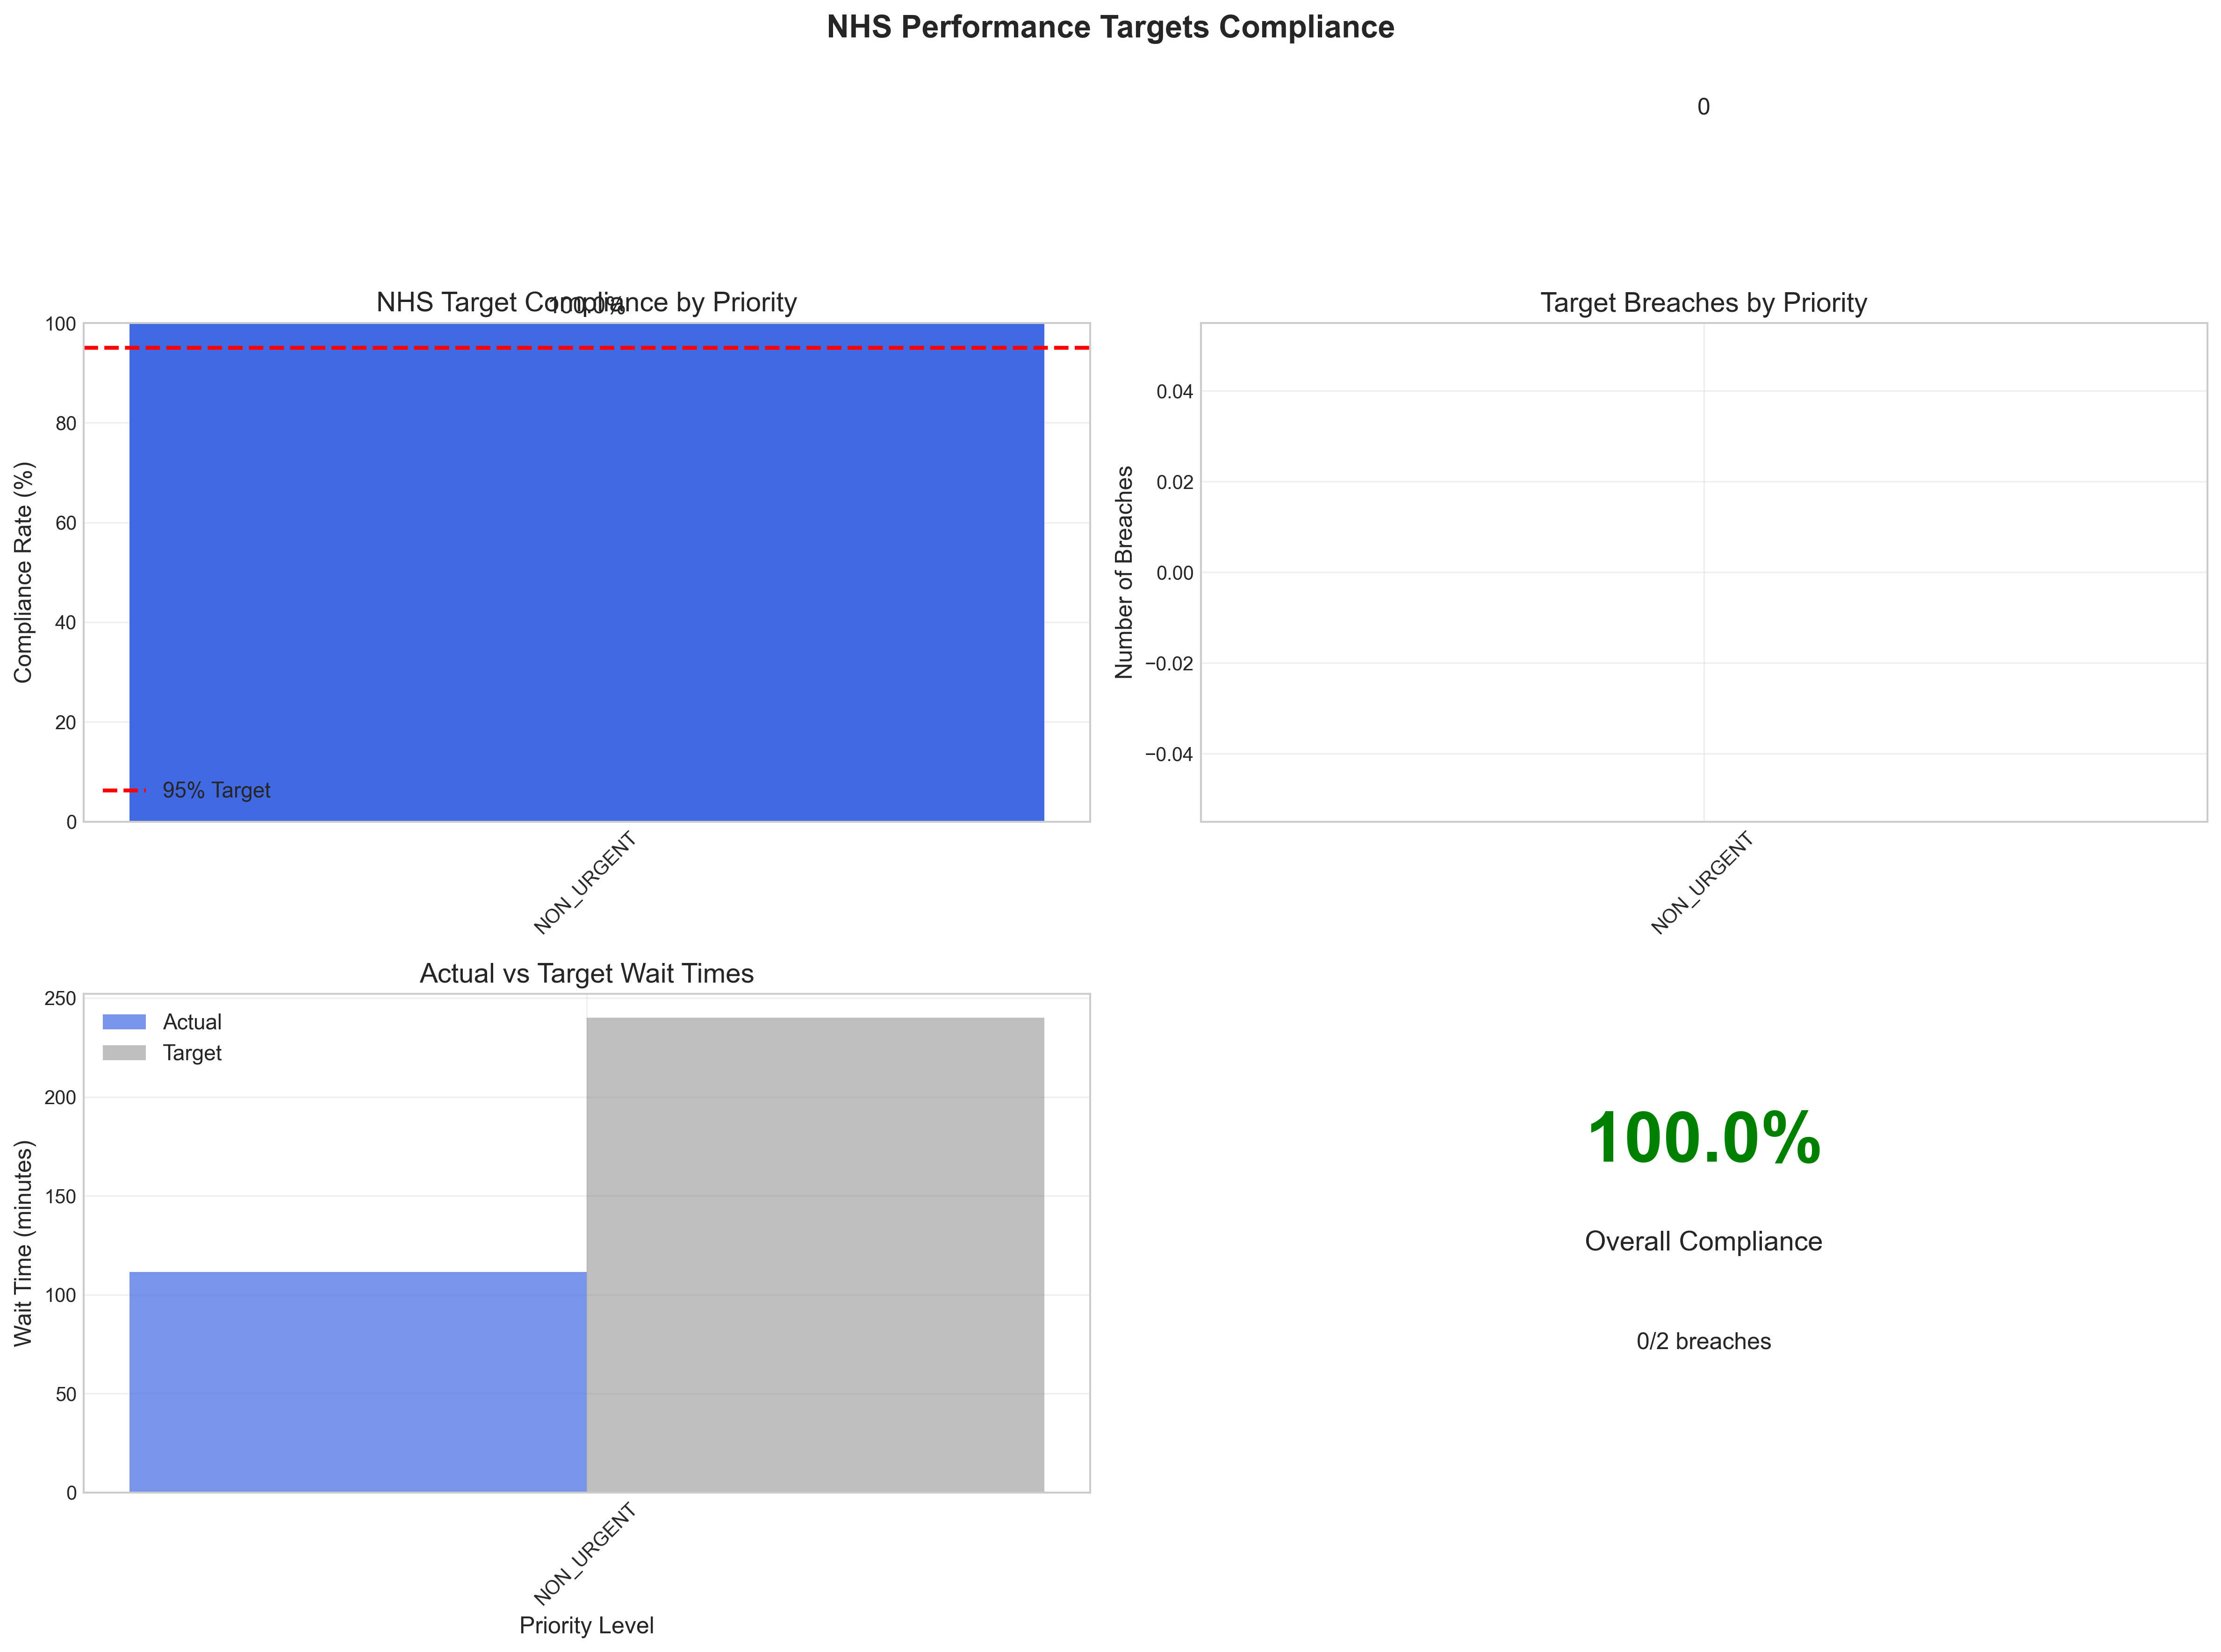 NHS Performance Targets Compliance
0
NHS Target Compliance by Priority
100.0%
100
80
60
40
20
0
Compliance Rate (%)
95% Target
NON_URGENT
Target Breaches by Priority
0.04
0.02
0.00
−0.02
−0.04
Number of Breaches
NON_URGENT
Actual vs Target Wait Times
250
200
150
100
50
0
Wait Time (minutes)
Actual
Target
NON_URGENT
Priority Level
100.0%
Overall Compliance
0/2 breaches